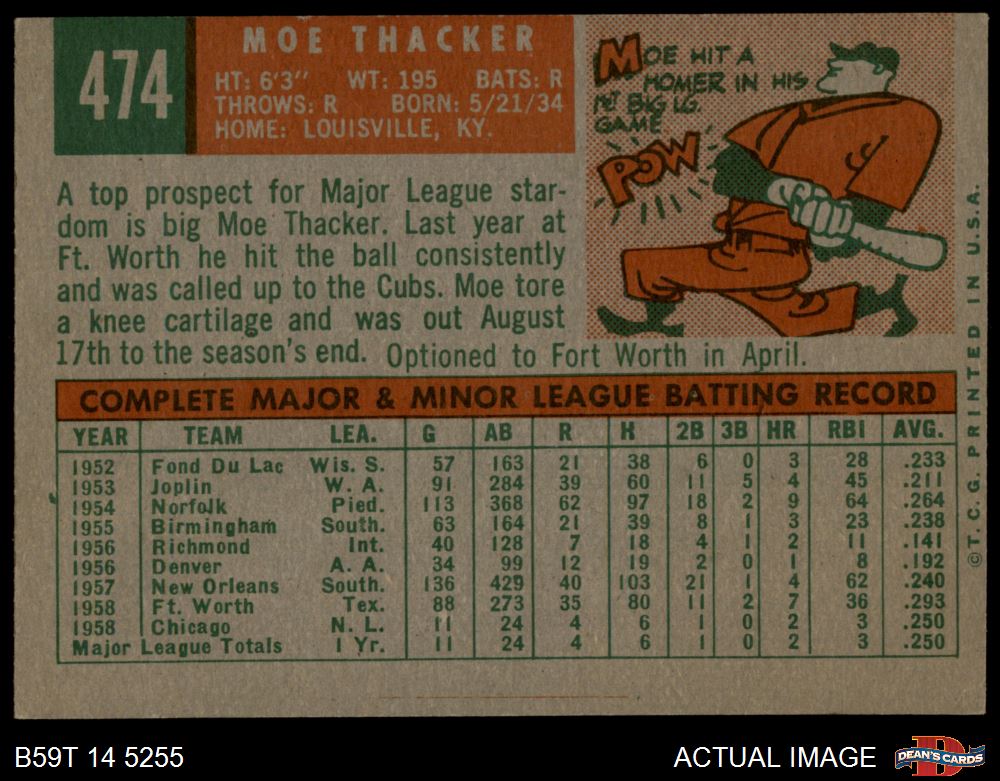 474
MOE THACKER
HT: 6'3" WT: 195 BATS: R
THROWS: R BORN: 5/21/34
HOME: LOUISVILLE, KY.
MOE HIT A
HOMER IN HIS
1ST BIG LG.
GAME
POW
A top prospect for Major League star-
dom is big Moe Thacker. Last year at
Ft. Worth he hit the ball consistently
and was called up to the Cubs. Moe tore
a knee cartilage and was out August
17th to the season's end. Optioned to Fort Worth in April.
COMPLETE MAJOR & MINOR LEAGUE BATTING RECORD
YEAR TEAM LEA. G AB R H 2B 3B HR RBI AVG.
1952 Fond Du Lac Wis. S. 57 163 21 38 6 0 3 28 .233
1953 Joplin W. A. 91 284 39 60 11 5 4 45 .211
1954 Norfolk Pied. 113 368 62 97 18 2 9 64 .264
1955 Birmingham South. 63 164 21 39 8 1 3 23 .238
1956 Richmond Int. 40 128 7 18 4 1 2 11 .141
1956 Denver A. A. 34 99 12 19 2 0 1 8 .192
1957 New Orleans South. 136 429 40 103 21 1 4 62 .240
1958 Ft. Worth Tex. 88 273 35 80 11 2 7 36 .293
1958 Chicago N. L. 11 24 4 6 1 0 2 3 .250
Major League Totals 1 Yr. 11 24 4 6 1 0 2 3 .250
© T. C. G. PRINTED IN U.S.A.
B59T 14 5255
ACTUAL IMAGE
D
DEAN'S CARDS